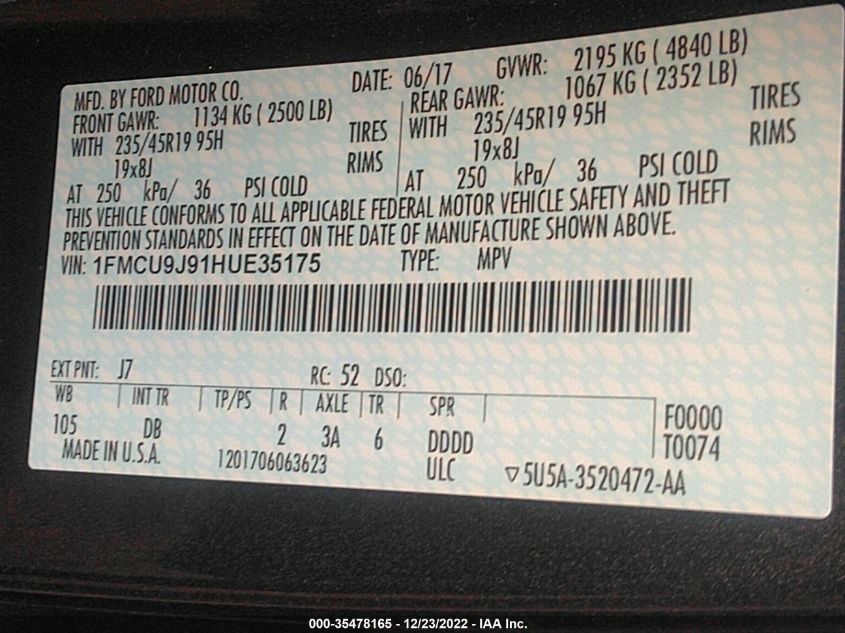 MFD. BY FORD MOTOR CO. DATE: 06/17 GVWR: 2195 KG ( 4840 LB)
FRONT GAWR: 1134 KG ( 2500 LB) REAR GAWR: 1067 KG ( 2352 LB)
WITH 235/45R19 95H TIRES WITH 235/45R19 95H TIRES
19x8J RIMS 19x8J RIMS
AT 250 kPa/ 36 PSI COLD AT 250 kPa/ 36 PSI COLD
THIS VEHICLE CONFORMS TO ALL APPLICABLE FEDERAL MOTOR VEHICLE SAFETY AND THEFT
PREVENTION STANDARDS IN EFFECT ON THE DATE OF MANUFACTURE SHOWN ABOVE.
VIN: 1FMCU9J91HUE35175 TYPE: MPV
EXT PNT: J7 RC: 52 DSO:
WB INT TR TP/PS R AXLE TR SPR F0000
105 DB 2 3A 6 DDDD T0074
MADE IN U.S.A. 1201706063623 ULC ▽5U5A-3520472-AA
000-35478165 - 12/23/2022 - IAA Inc.